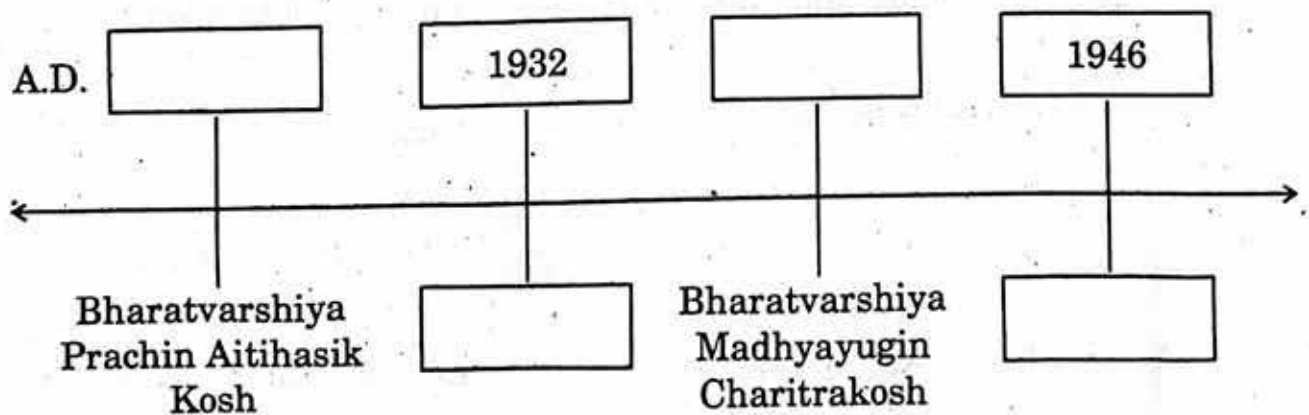 A.D.
1932
1946
Bharatvarshiya
Prachin Aitihasik
Kosh
Bharatvarshiya
Madhyayugin
Charitrakosh